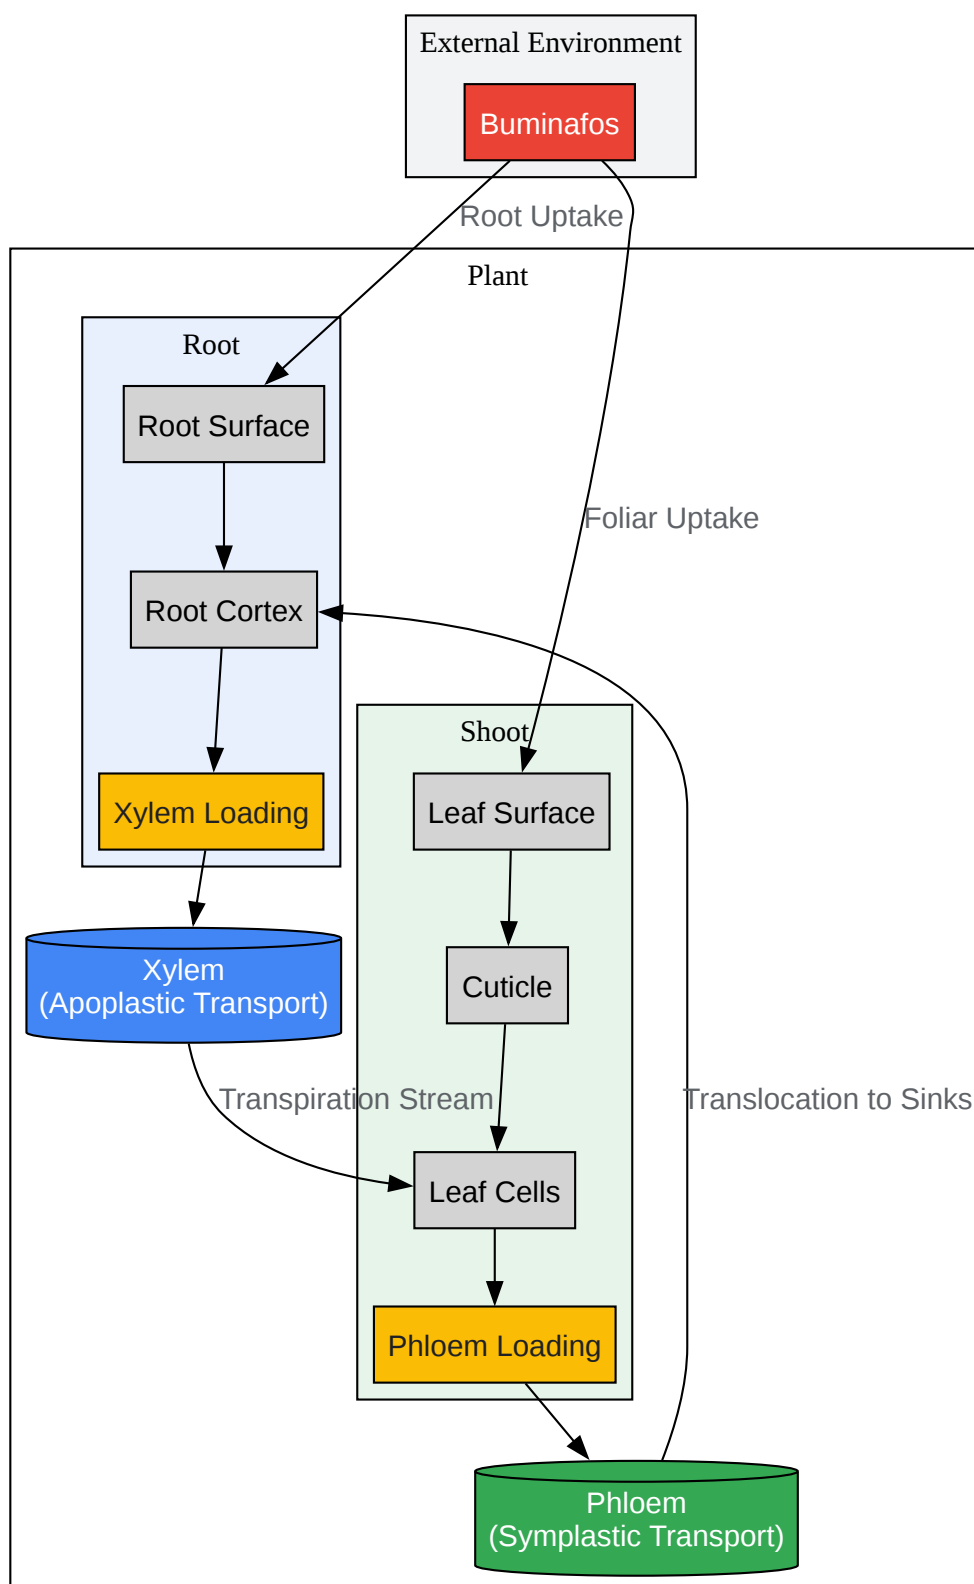 External Environment
Buminafos
Root Uptake
Plant
Root
Root Surface
Foliar Uptake
Root Cortex
Shoot
Xylem Loading
Leaf Surface
Xylem
(Apoplastic Transport)
Cuticle
Transpiration Stream
Translocation to Sinks
Leaf Cells
Phloem Loading
Phloem
(Symplastic Transport)